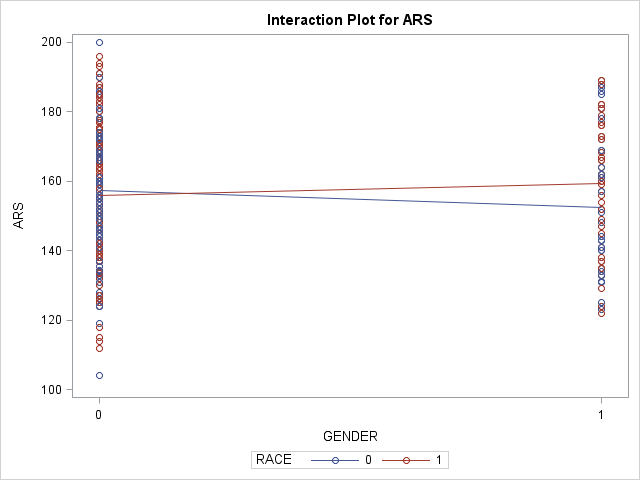 Interaction Plot for ARS
200
180
160
140
120
100
ARS
0 1
GENDER
RACE 0 1